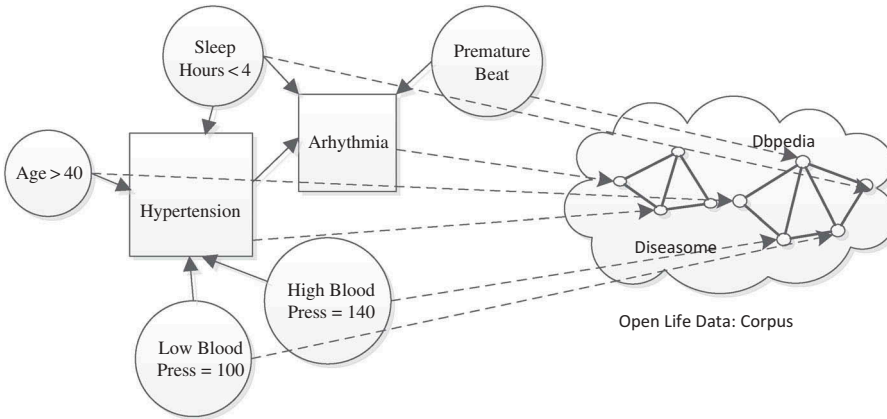 Sleep
Hours < 4
Premature
Beat
Arhythmia
Dbpedia
Age > 40
Hypertension
Diseasome
High Blood
Press = 140
Open Life Data: Corpus
Low Blood
Press = 100